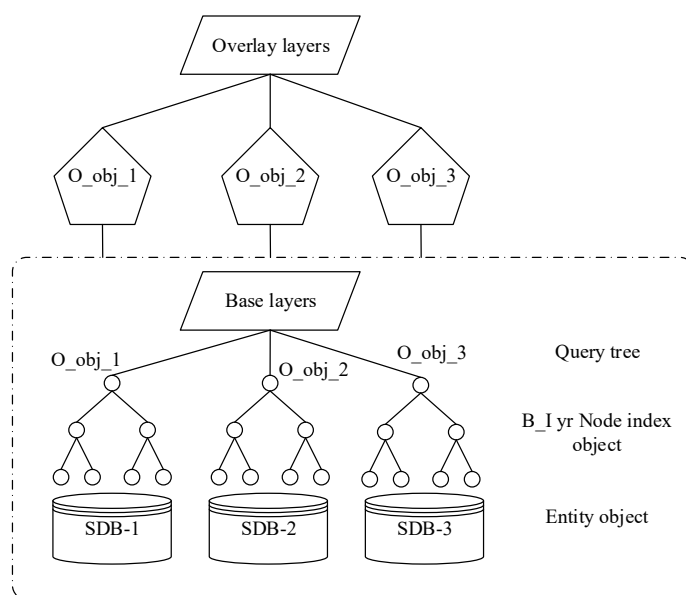 Overlay layers
O_obj_1
O_obj_2
O_obj_3
Base layers
O_obj_1
O_obj_2
O_obj_3
Query tree
B_I yr Node index
object
SDB-1
SDB-2
SDB-3
Entity object